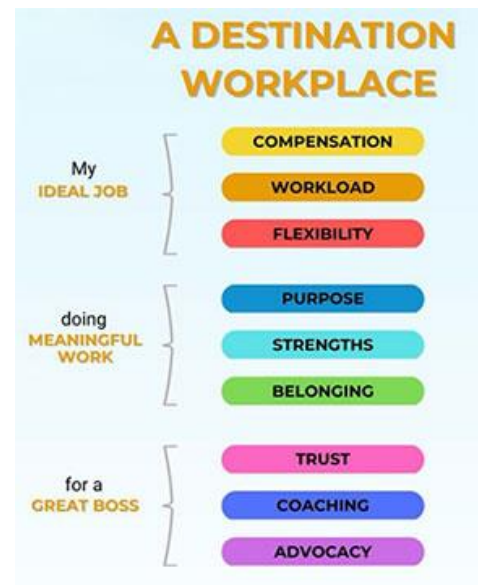 A DESTINATION
WORKPLACE
My
IDEAL JOB
COMPENSATION
WORKLOAD
FLEXIBILITY
doing
MEANINGFUL
WORK
PURPOSE
STRENGTHS
BELONGING
for a
GREAT BOSS
TRUST
COACHING
ADVOCACY